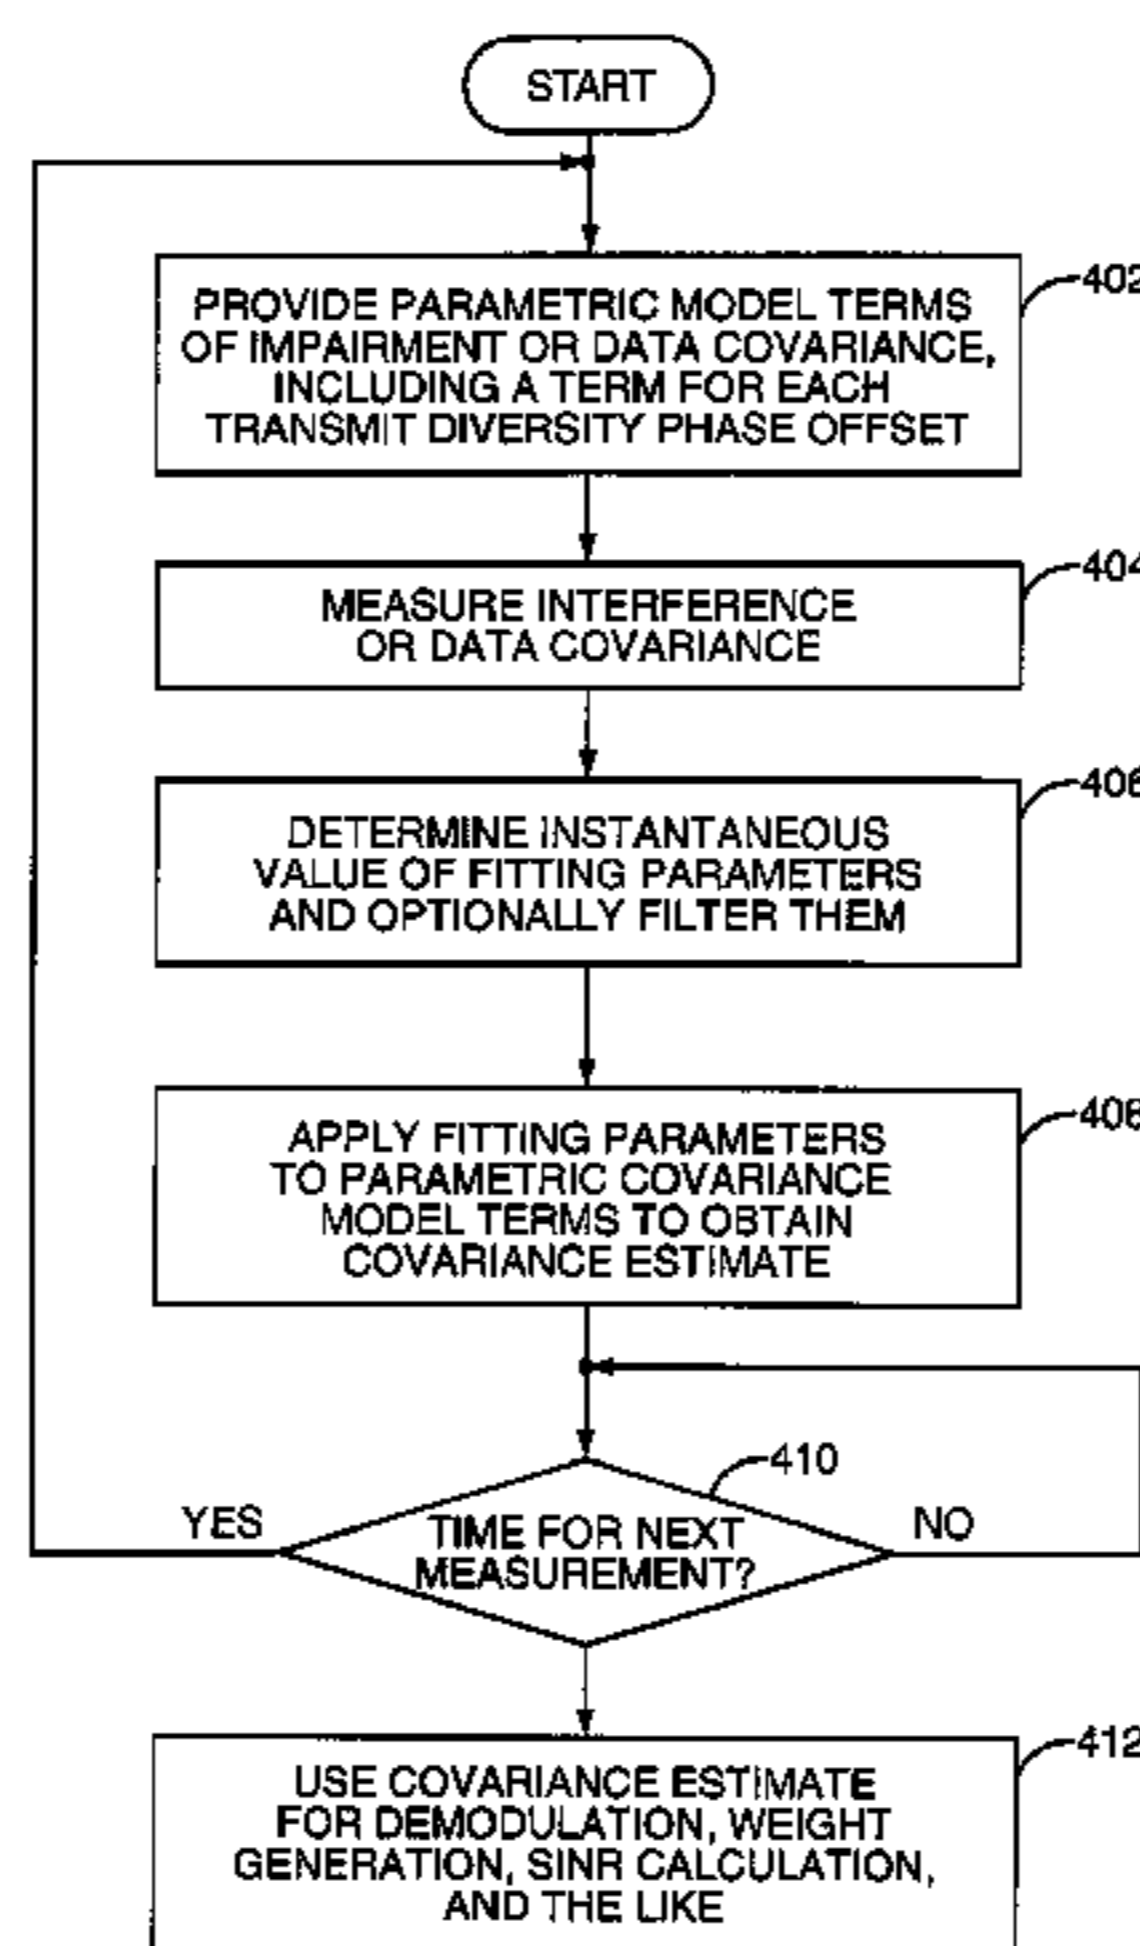 START
402
PROVIDE PARAMETRIC MODEL TERMS
OF IMPAIRMENT OR DATA COVARIANCE,
INCLUDING A TERM FOR EACH
TRANSMIT DIVERSITY PHASE OFFSET
404
MEASURE INTERFERENCE
OR DATA COVARIANCE
406
DETERMINE INSTANTANEOUS
VALUE OF FITTING PARAMETERS
AND OPTIONALLY FILTER THEM
APPLY FITTING PARAMETERS
TO PARAMETRIC COVARIANCE
MODEL TERMS TO OBTAIN
COVARIANCE ESTIMATE
410
YES
NO
TIME FOR NEXT
MEASUREMENT?
412
USE COVARIANCE ESTIMATE
FOR DEMODULATION, WEIGHT
GENERATION, SINR CALCULATION,
AND THE LIKE